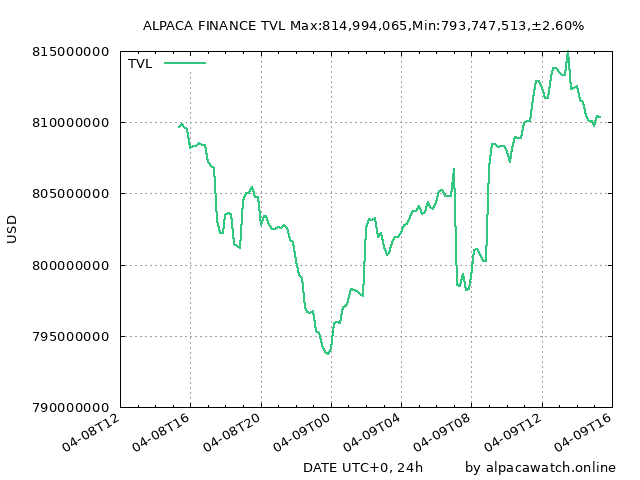 ALPACA FINANCE TVL Max:814,994,065,Min:793,747,513,±2.60%
TVL
815000000
810000000
805000000
800000000
795000000
790000000
USD
04-08T12
04-08T16
04-08T20
04-09T00
04-09T04
04-09T08
04-09T12
04-09T16
DATE UTC+0, 24h
by alpacawatch.online